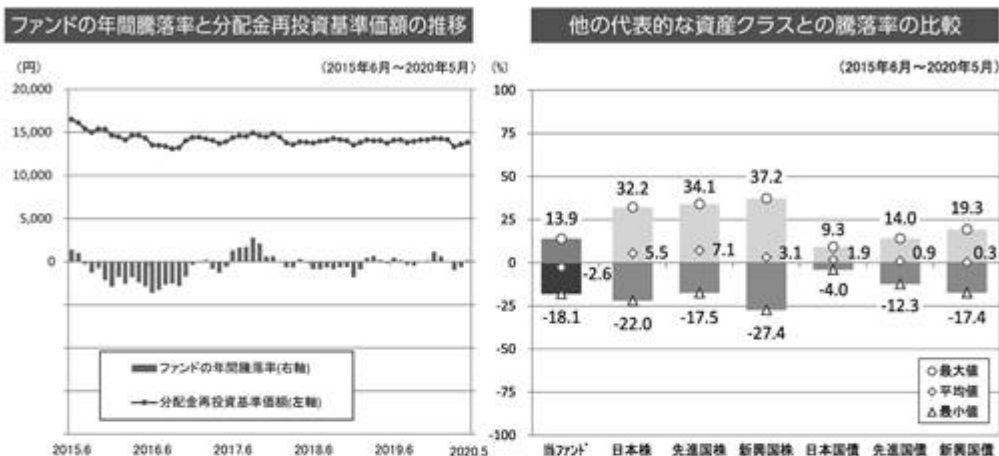 ファンドの年間騰落率と分配金再投資基準価額の推移
(円)
(2015年6月～2020年5月)
20,000
15,000
10,000
5,000
0
ファンドの年間騰落率(右軸)
分配金再投資基準価額(左軸)
2015.6 2016.6 2017.6 2018.6 2019.6 2020.5
他の代表的な資産クラスとの騰落率の比較
(%)
(2015年6月～2020年5月)
100
75
50
25
0
-25
-50
-75
-100
13.9 32.2 34.1 37.2 9.3 14.0 19.3
-2.6 5.5 7.1 3.1 1.9 0.9 0.3
-18.1 -22.0 -17.5 -27.4 -4.0 -12.3 -17.4
○最大値
◇平均値
△最小値
当ファンド 日本株 先進国株 新興国株 日本国債 先進国債 新興国債